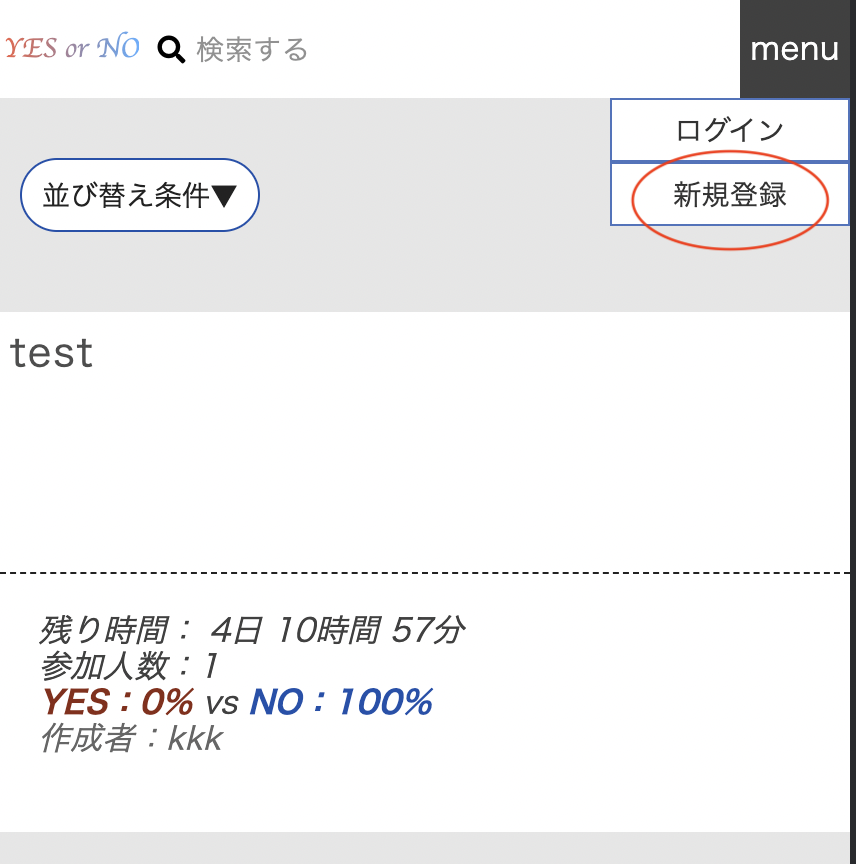 YES or NO 検索する menu
ログイン
新規登録
並び替え条件▼
test
残り時間： 4日 10時間 57分
参加人数：1
YES：0% vs NO：100%
作成者：kkk